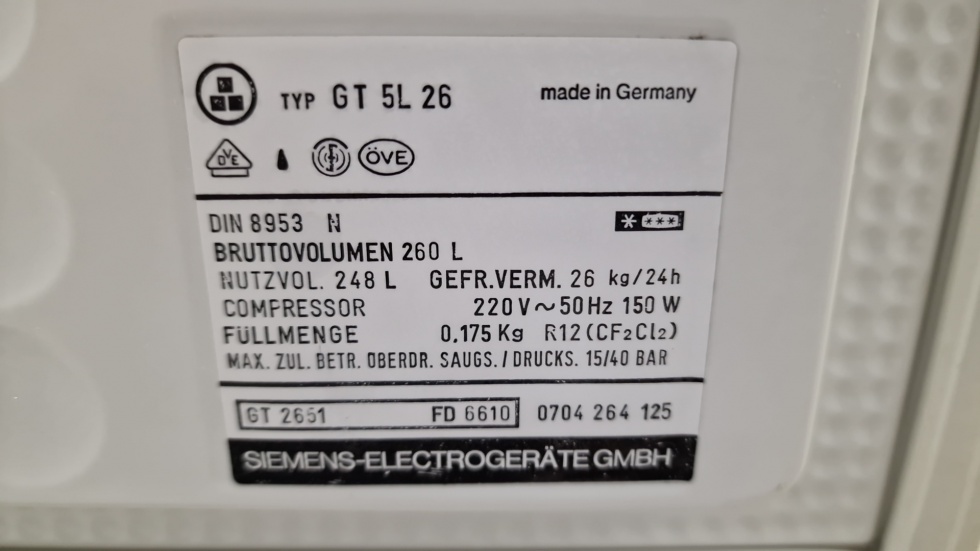 TYP GT 5L 26 made in Germany
DVE ÖVE
DIN 8953 N
BRUTTOVOLUMEN 260 L
NUTZVOL. 248 L GEFR.VERM. 26 kg/24h
COMPRESSOR 220 V ~ 50 Hz 150 W
FÜLLMENGE 0,175 Kg R12 (CF₂Cl₂)
MAX. ZUL. BETR. ÜBERDR. SAUGS./DRUCKS. 15/40 BAR
GT 2651 FD 6610 0704 264 125
SIEMENS-ELECTROGERÄTE GMBH